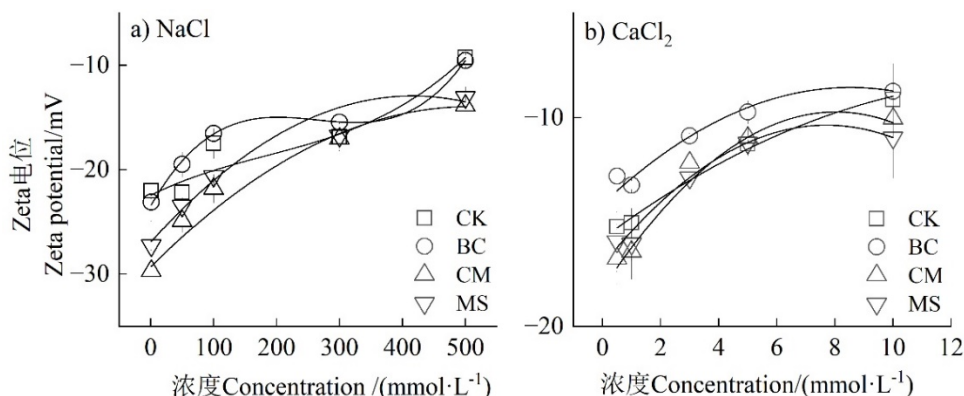 a) NaCl
−10
−20
−30
Zeta电位
Zeta potential/mV
CK
BC
CM
MS
0 100 200 300 400 500
浓度Concentration /(mmol·L⁻¹)
b) CaCl₂
−10
−20
CK
BC
CM
MS
0 2 4 6 8 10 12
浓度Concentration/(mmol·L⁻¹)